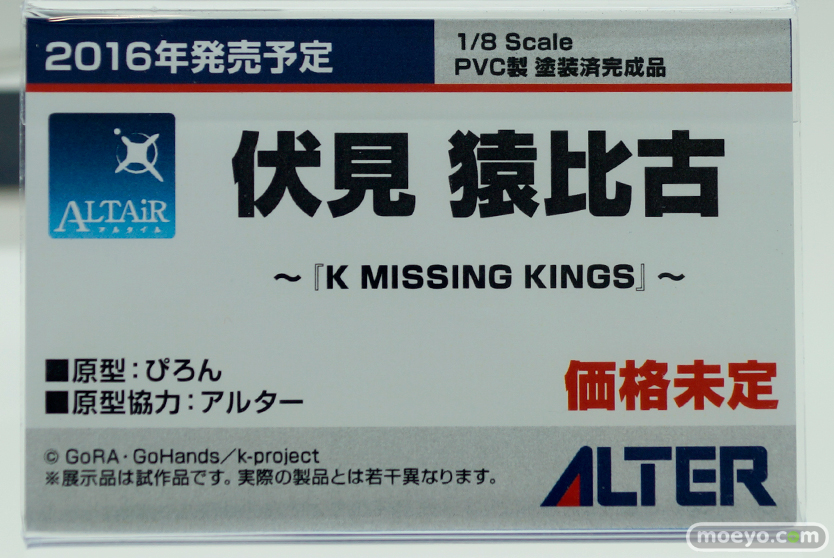 2016年発売予定
1/8 Scale
PVC製 塗装済完成品
ALTAiR
アルタイル
伏見 猿比古
～『K MISSING KINGS』～
■原型：ぴろん
■原型協力：アルター
価格未定
© GoRA・GoHands／k-project
※展示品は試作品です。実際の製品とは若干異なります。
ALTER
moeyo.com